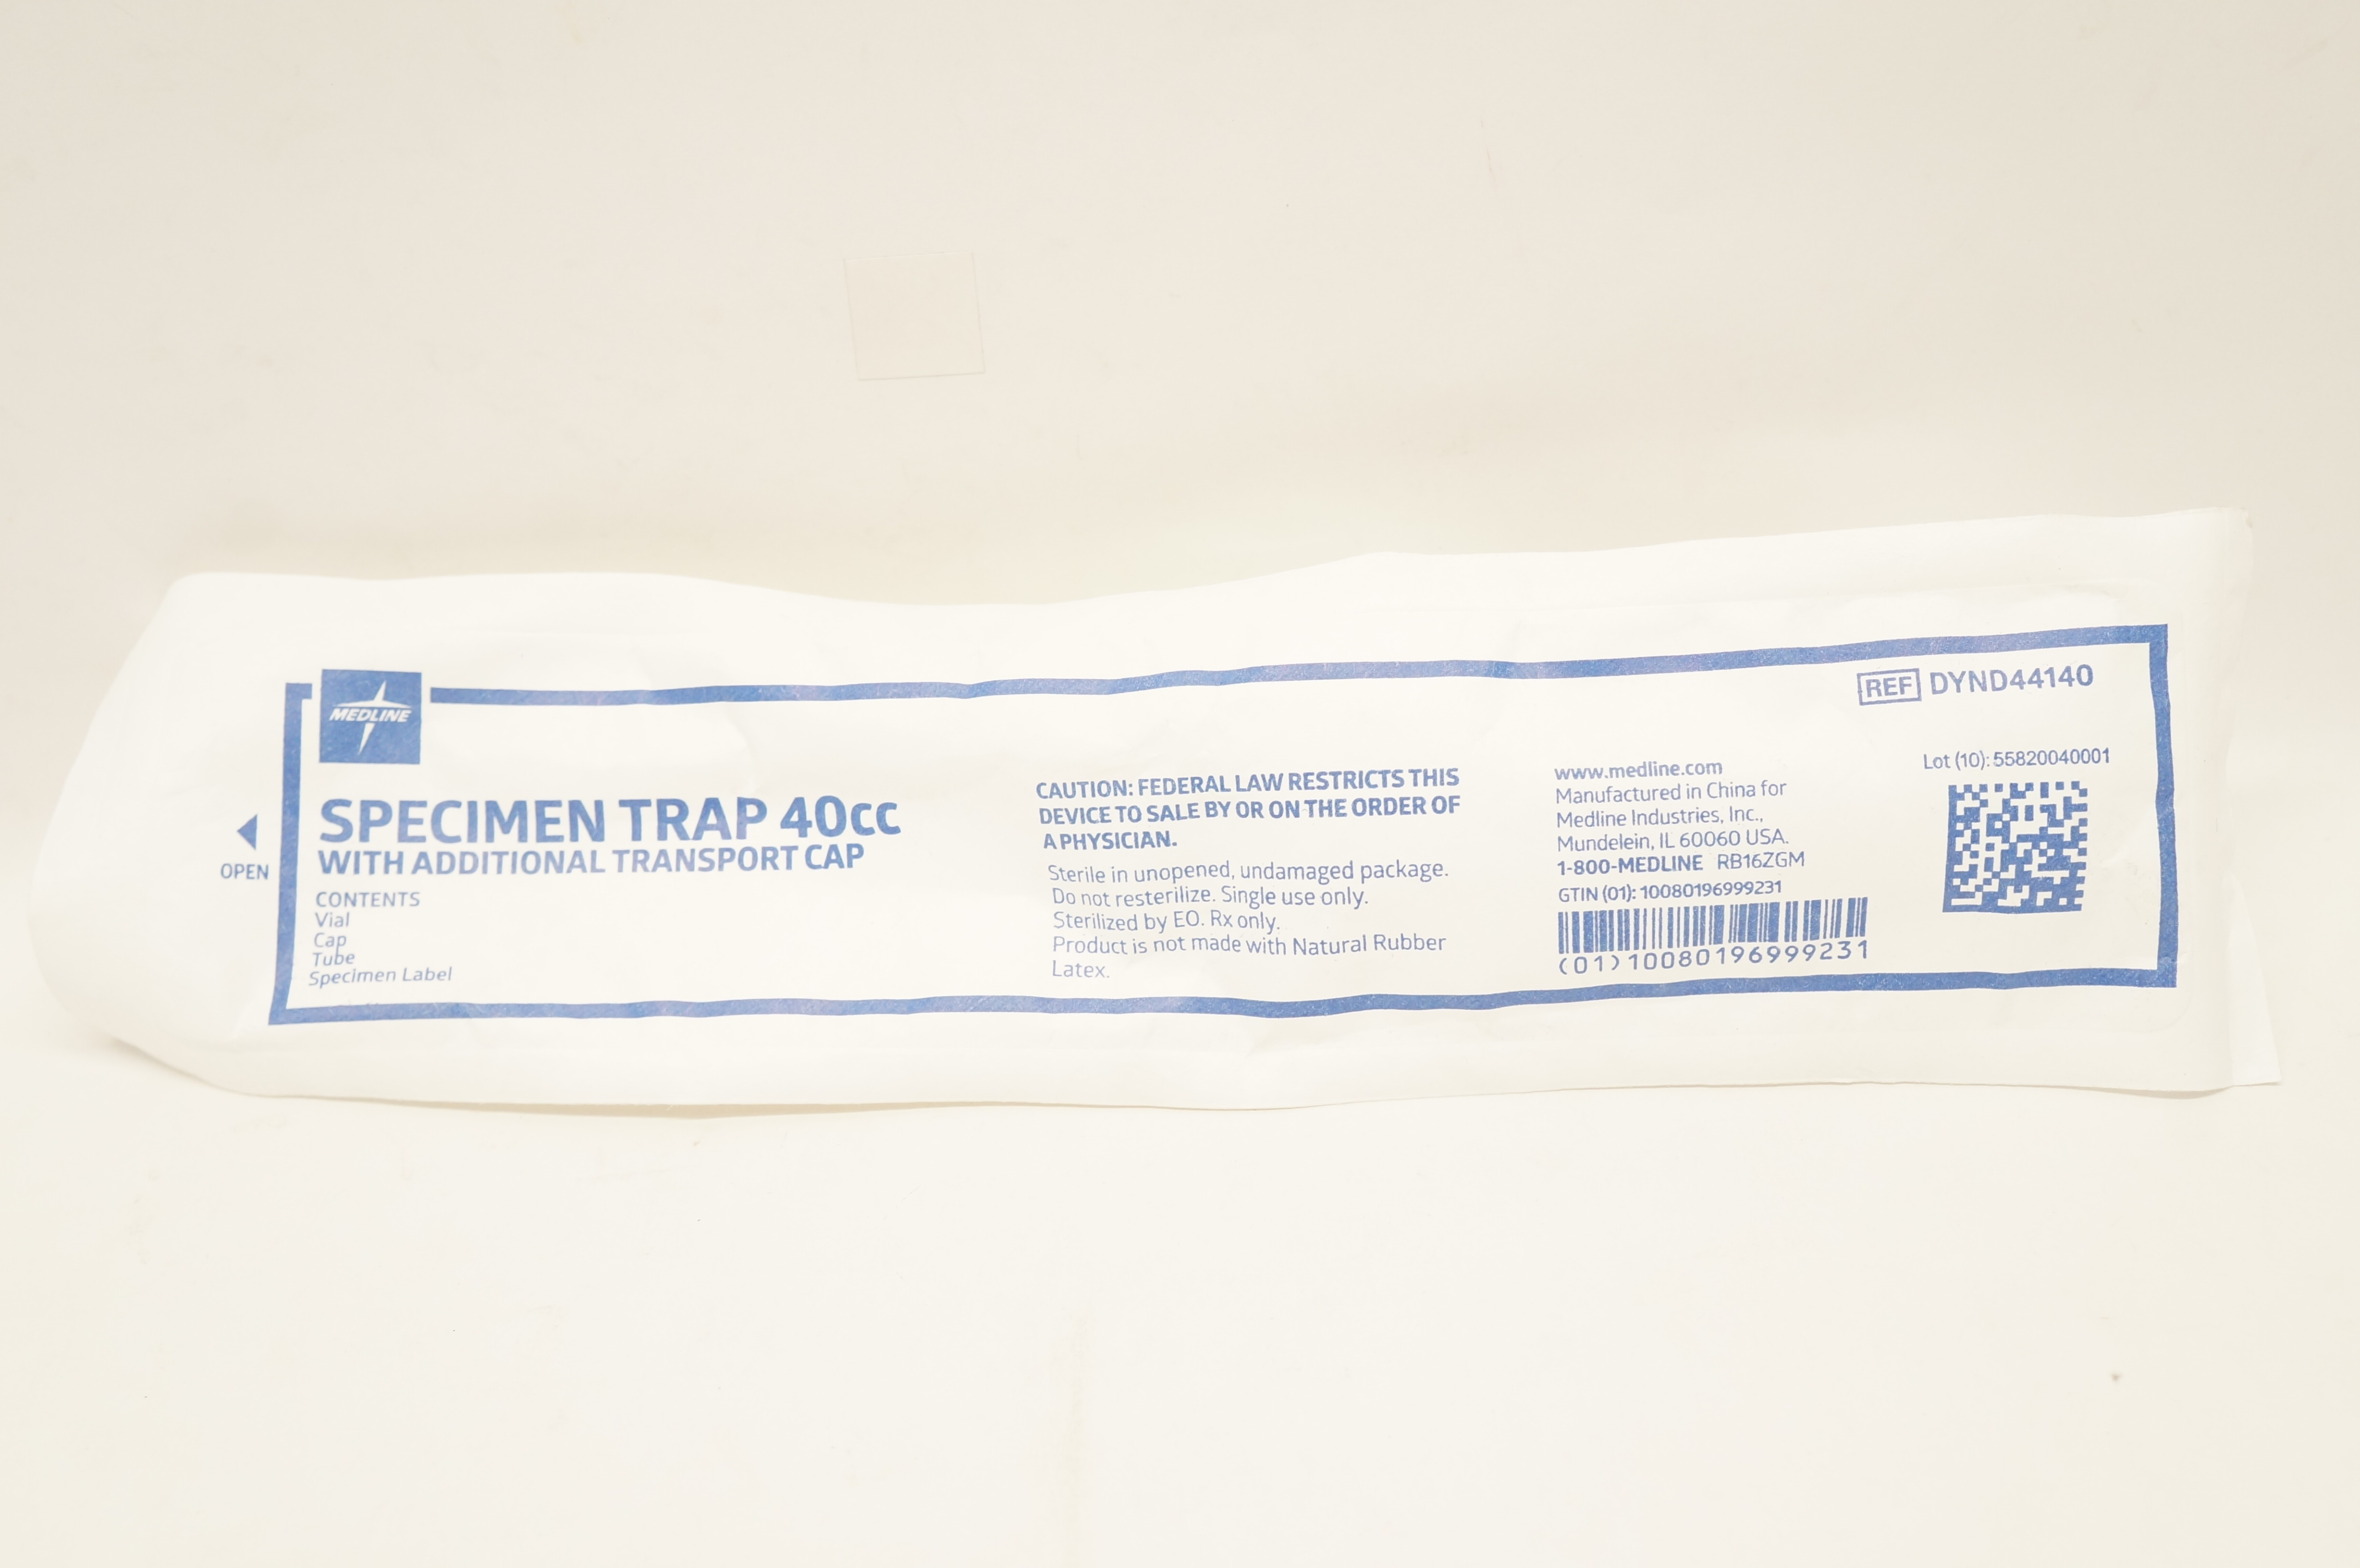 MEDLINE
OPEN
SPECIMEN TRAP 40cc
WITH ADDITIONAL TRANSPORT CAP
CONTENTS
Vial
Cap
Tube
Specimen Label
CAUTION: FEDERAL LAW RESTRICTS THIS
DEVICE TO SALE BY OR ON THE ORDER OF
A PHYSICIAN.
Sterile in unopened, undamaged package.
Do not resterilize. Single use only.
Sterilized by EO. Rx only.
Product is not made with Natural Rubber
Latex.
www.medline.com
Manufactured in China for
Medline Industries, Inc.,
Mundelein, IL 60060 USA.
1-800-MEDLINE RB16ZGM
GTIN (01): 10080196999231
(01)10080196999231
REF DYND44140
Lot (10): 55820040001